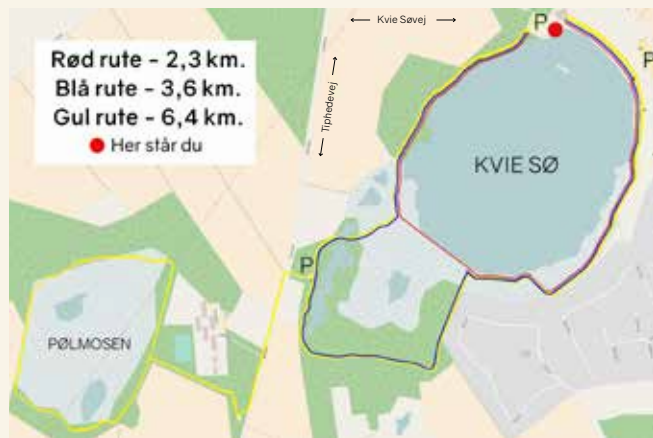 Rød rute - 2,3 km.
Blå rute - 3,6 km.
Gul rute - 6,4 km.
Her står du
Kvie Søvej
Tiphedevej
P
P
KVIE SØ
P
PØLMOSEN